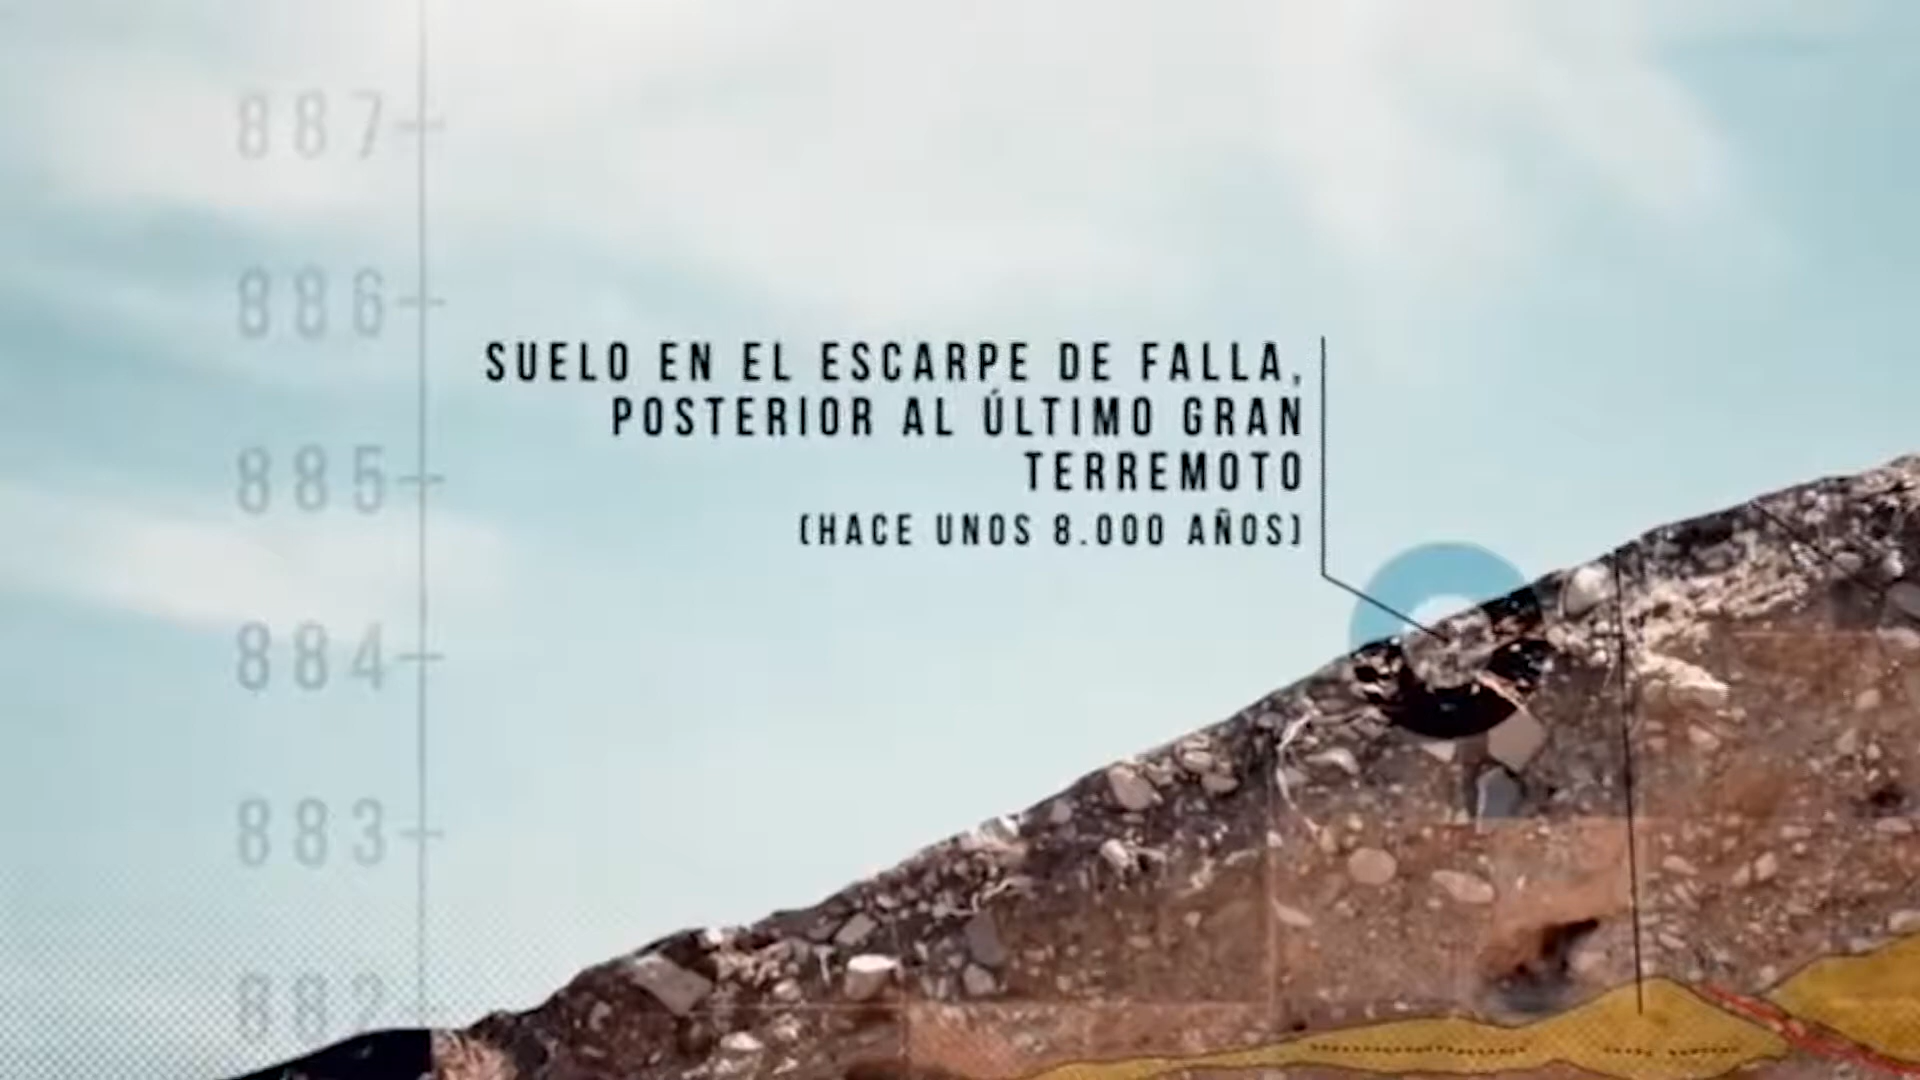 887
886
SUELO EN EL ESCARPE DE FALLA,
POSTERIOR AL ÚLTIMO GRAN
TERREMOTO
(HACE UNOS 8.000 AÑOS)
885
884
883
882